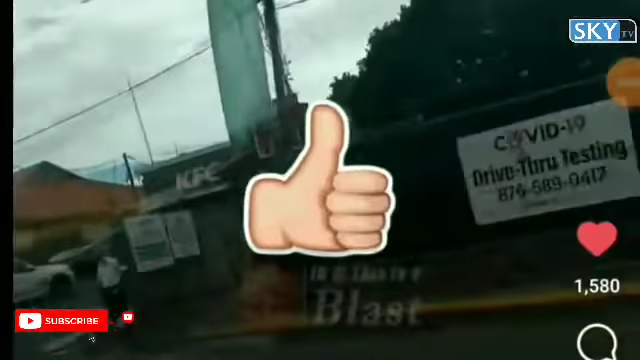 SKY TV
COVID-19
Drive-Thru Testing
876-589-0417
KFC
Blast
1,580
SUBSCRIBE